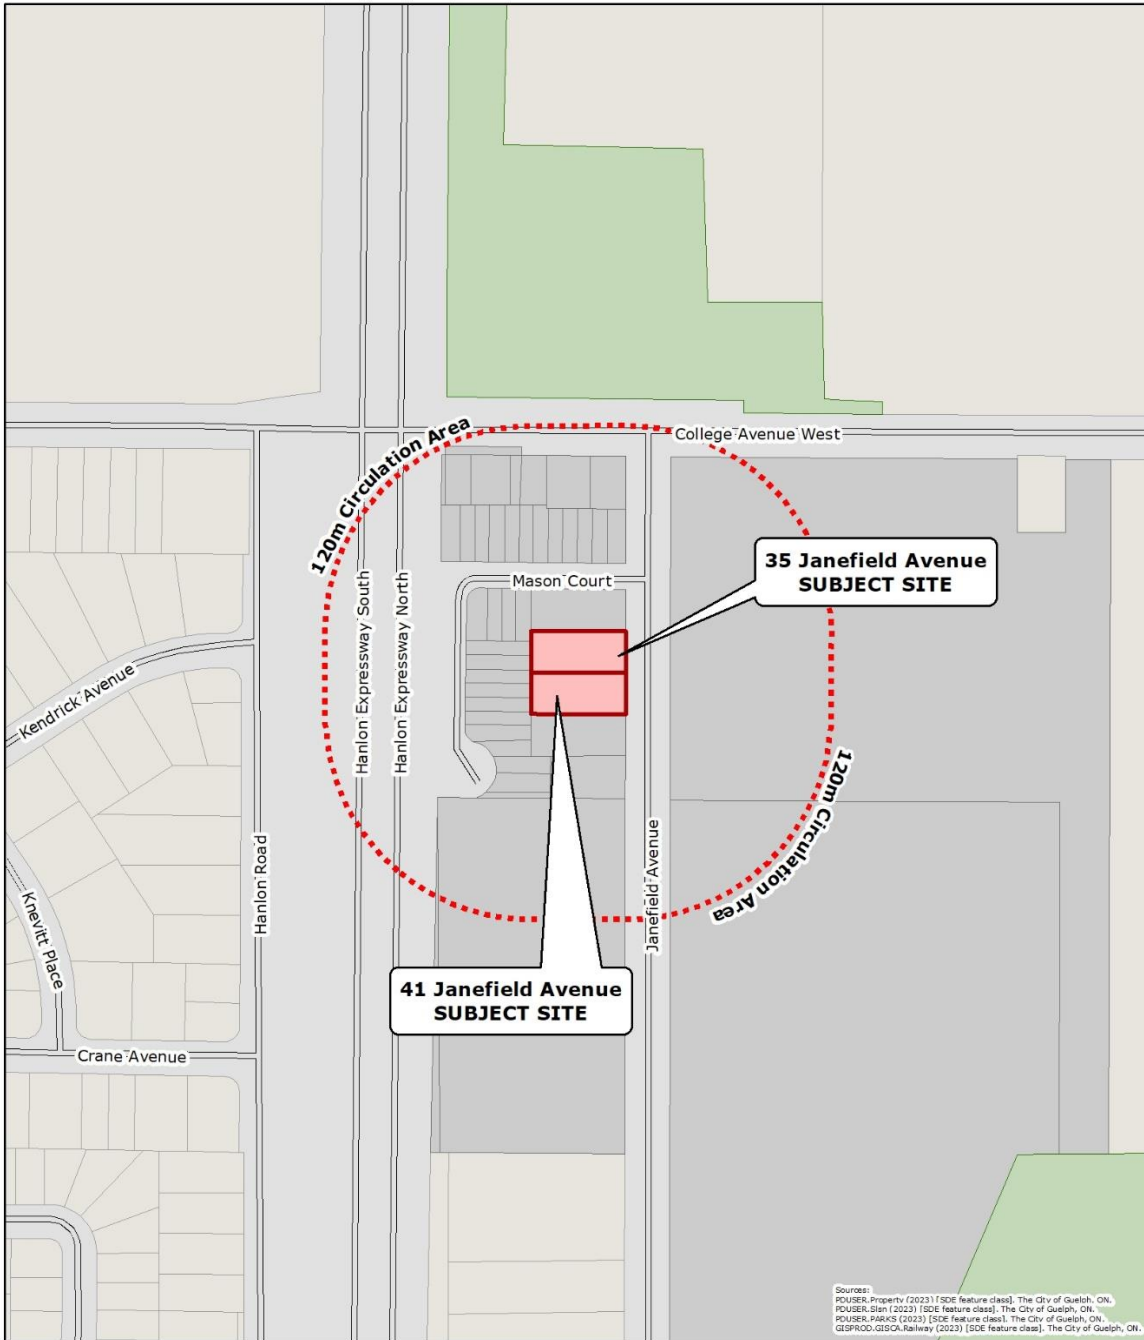 College Avenue West
120m Circulation Area
35 Janefield Avenue
SUBJECT SITE
Mason Court
Hanlon Expressway South
Hanlon Expressway North
Kendrick Avenue
120m Circulation Area
Janefield Avenue
Hanlon Road
Knevitt Place
41 Janefield Avenue
SUBJECT SITE
Crane Avenue
Sources:
PDUSER.Property (2023) [SDE feature class]. The City of Guelph, ON.
PDUSER.Slsn (2023) [SDE feature class]. The City of Guelph, ON.
PDUSER.PARKS (2023) [SDE feature class]. The City of Guelph, ON.
GISPROD.GISCA.Railway (2023) [SDE feature class]. The City of Guelph, ON.